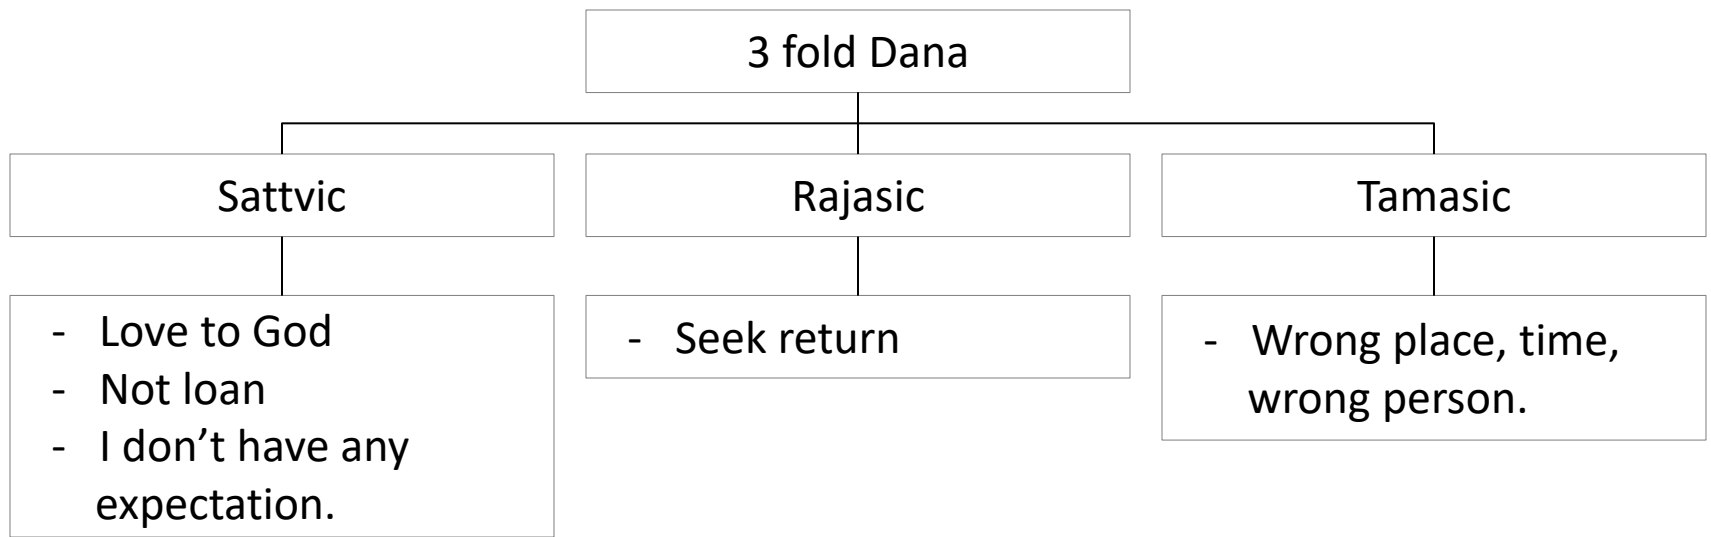 3 fold Dana
Sattvic
Rajasic
Tamasic
- Love to God
- Not loan
- I don’t have any
expectation.
- Seek return
- Wrong place, time,
wrong person.